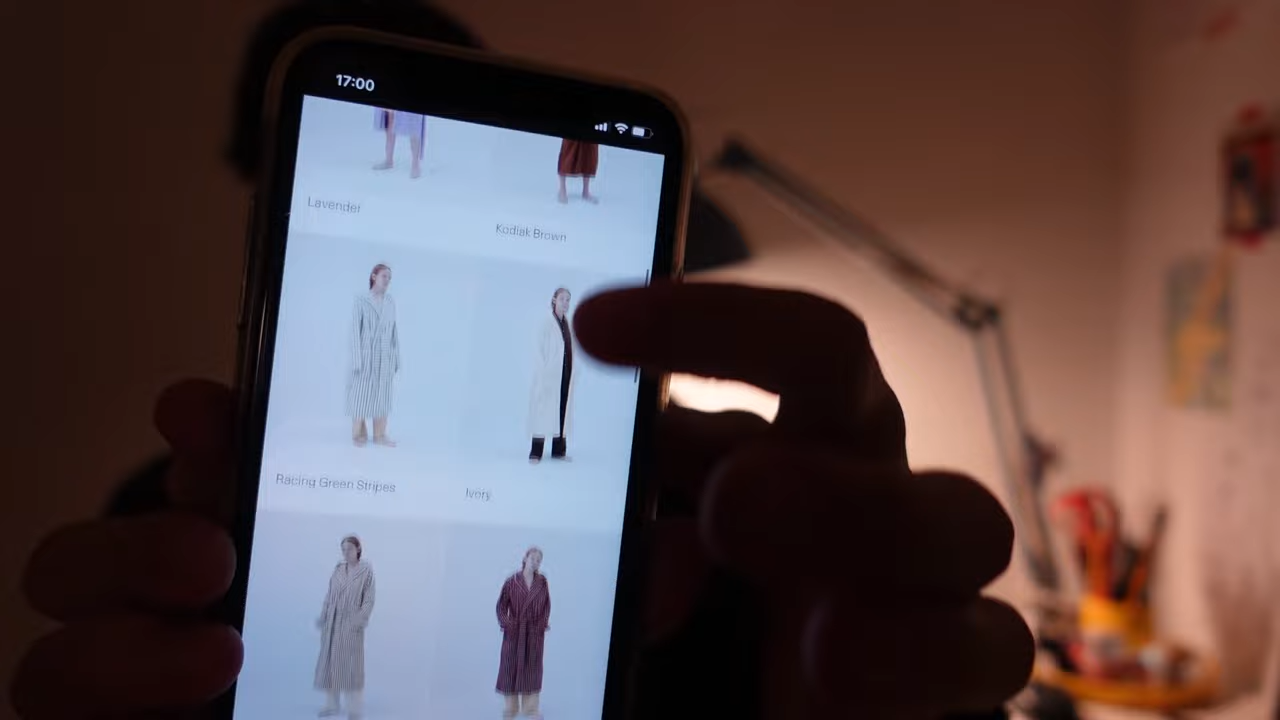 17:00
Lavender
Kodiak Brown
Racing Green Stripes
Ivory